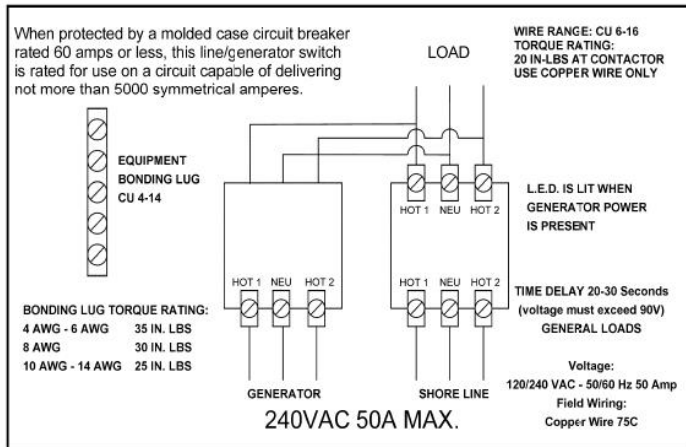 When protected by a molded case circuit breaker
rated 60 amps or less, this line/generator switch
is rated for use on a circuit capable of delivering
not more than 5000 symmetrical amperes.
LOAD
WIRE RANGE: CU 6-16
TORQUE RATING:
20 IN-LBS AT CONTACTOR
USE COPPER WIRE ONLY
EQUIPMENT
BONDING LUG
CU 4-14
HOT 1 NEU HOT 2
L.E.D. IS LIT WHEN
GENERATOR POWER
IS PRESENT
HOT 1 NEU HOT 2
HOT 1 NEU HOT 2
BONDING LUG TORQUE RATING:
4 AWG - 6 AWG 35 IN. LBS
8 AWG 30 IN. LBS
10 AWG - 14 AWG 25 IN. LBS
TIME DELAY 20-30 Seconds
(voltage must exceed 90V)
GENERAL LOADS
GENERATOR
SHORE LINE
240VAC 50A MAX.
Voltage:
120/240 VAC - 50/60 Hz 50 Amp
Field Wiring:
Copper Wire 75C